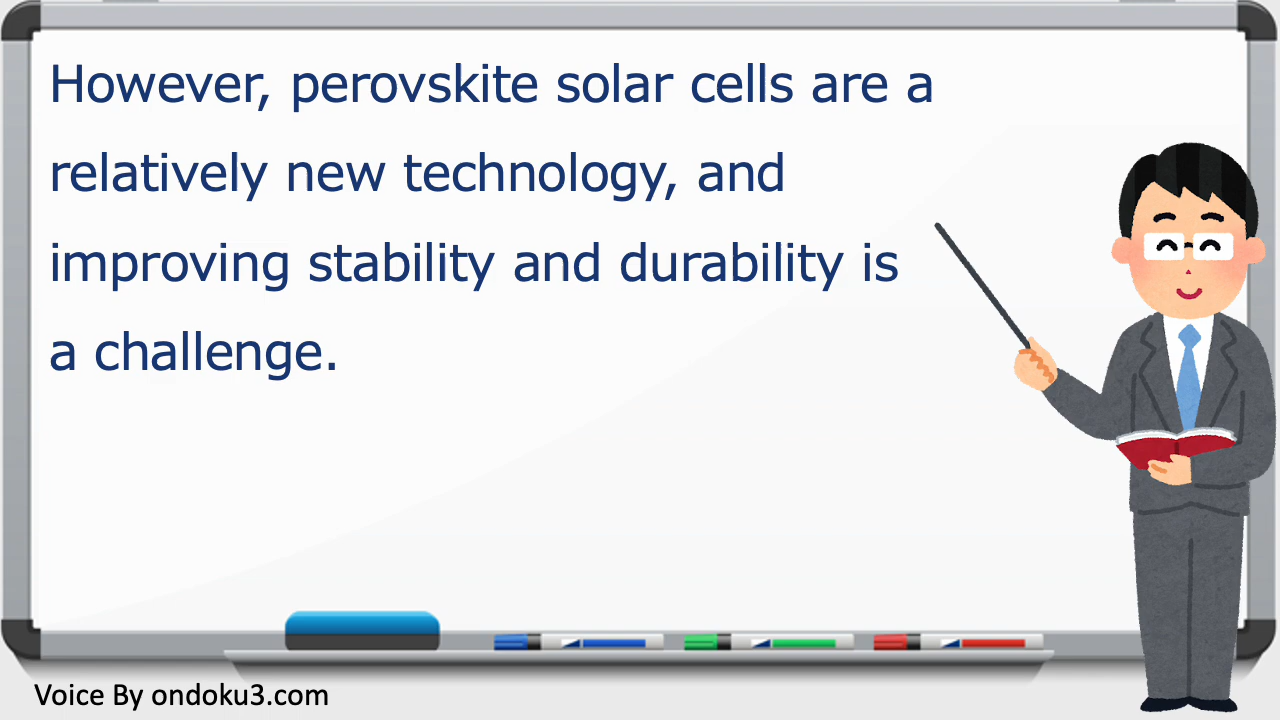 However, perovskite solar cells are a
relatively new technology, and
improving stability and durability is
a challenge.
Voice By ondoku3.com